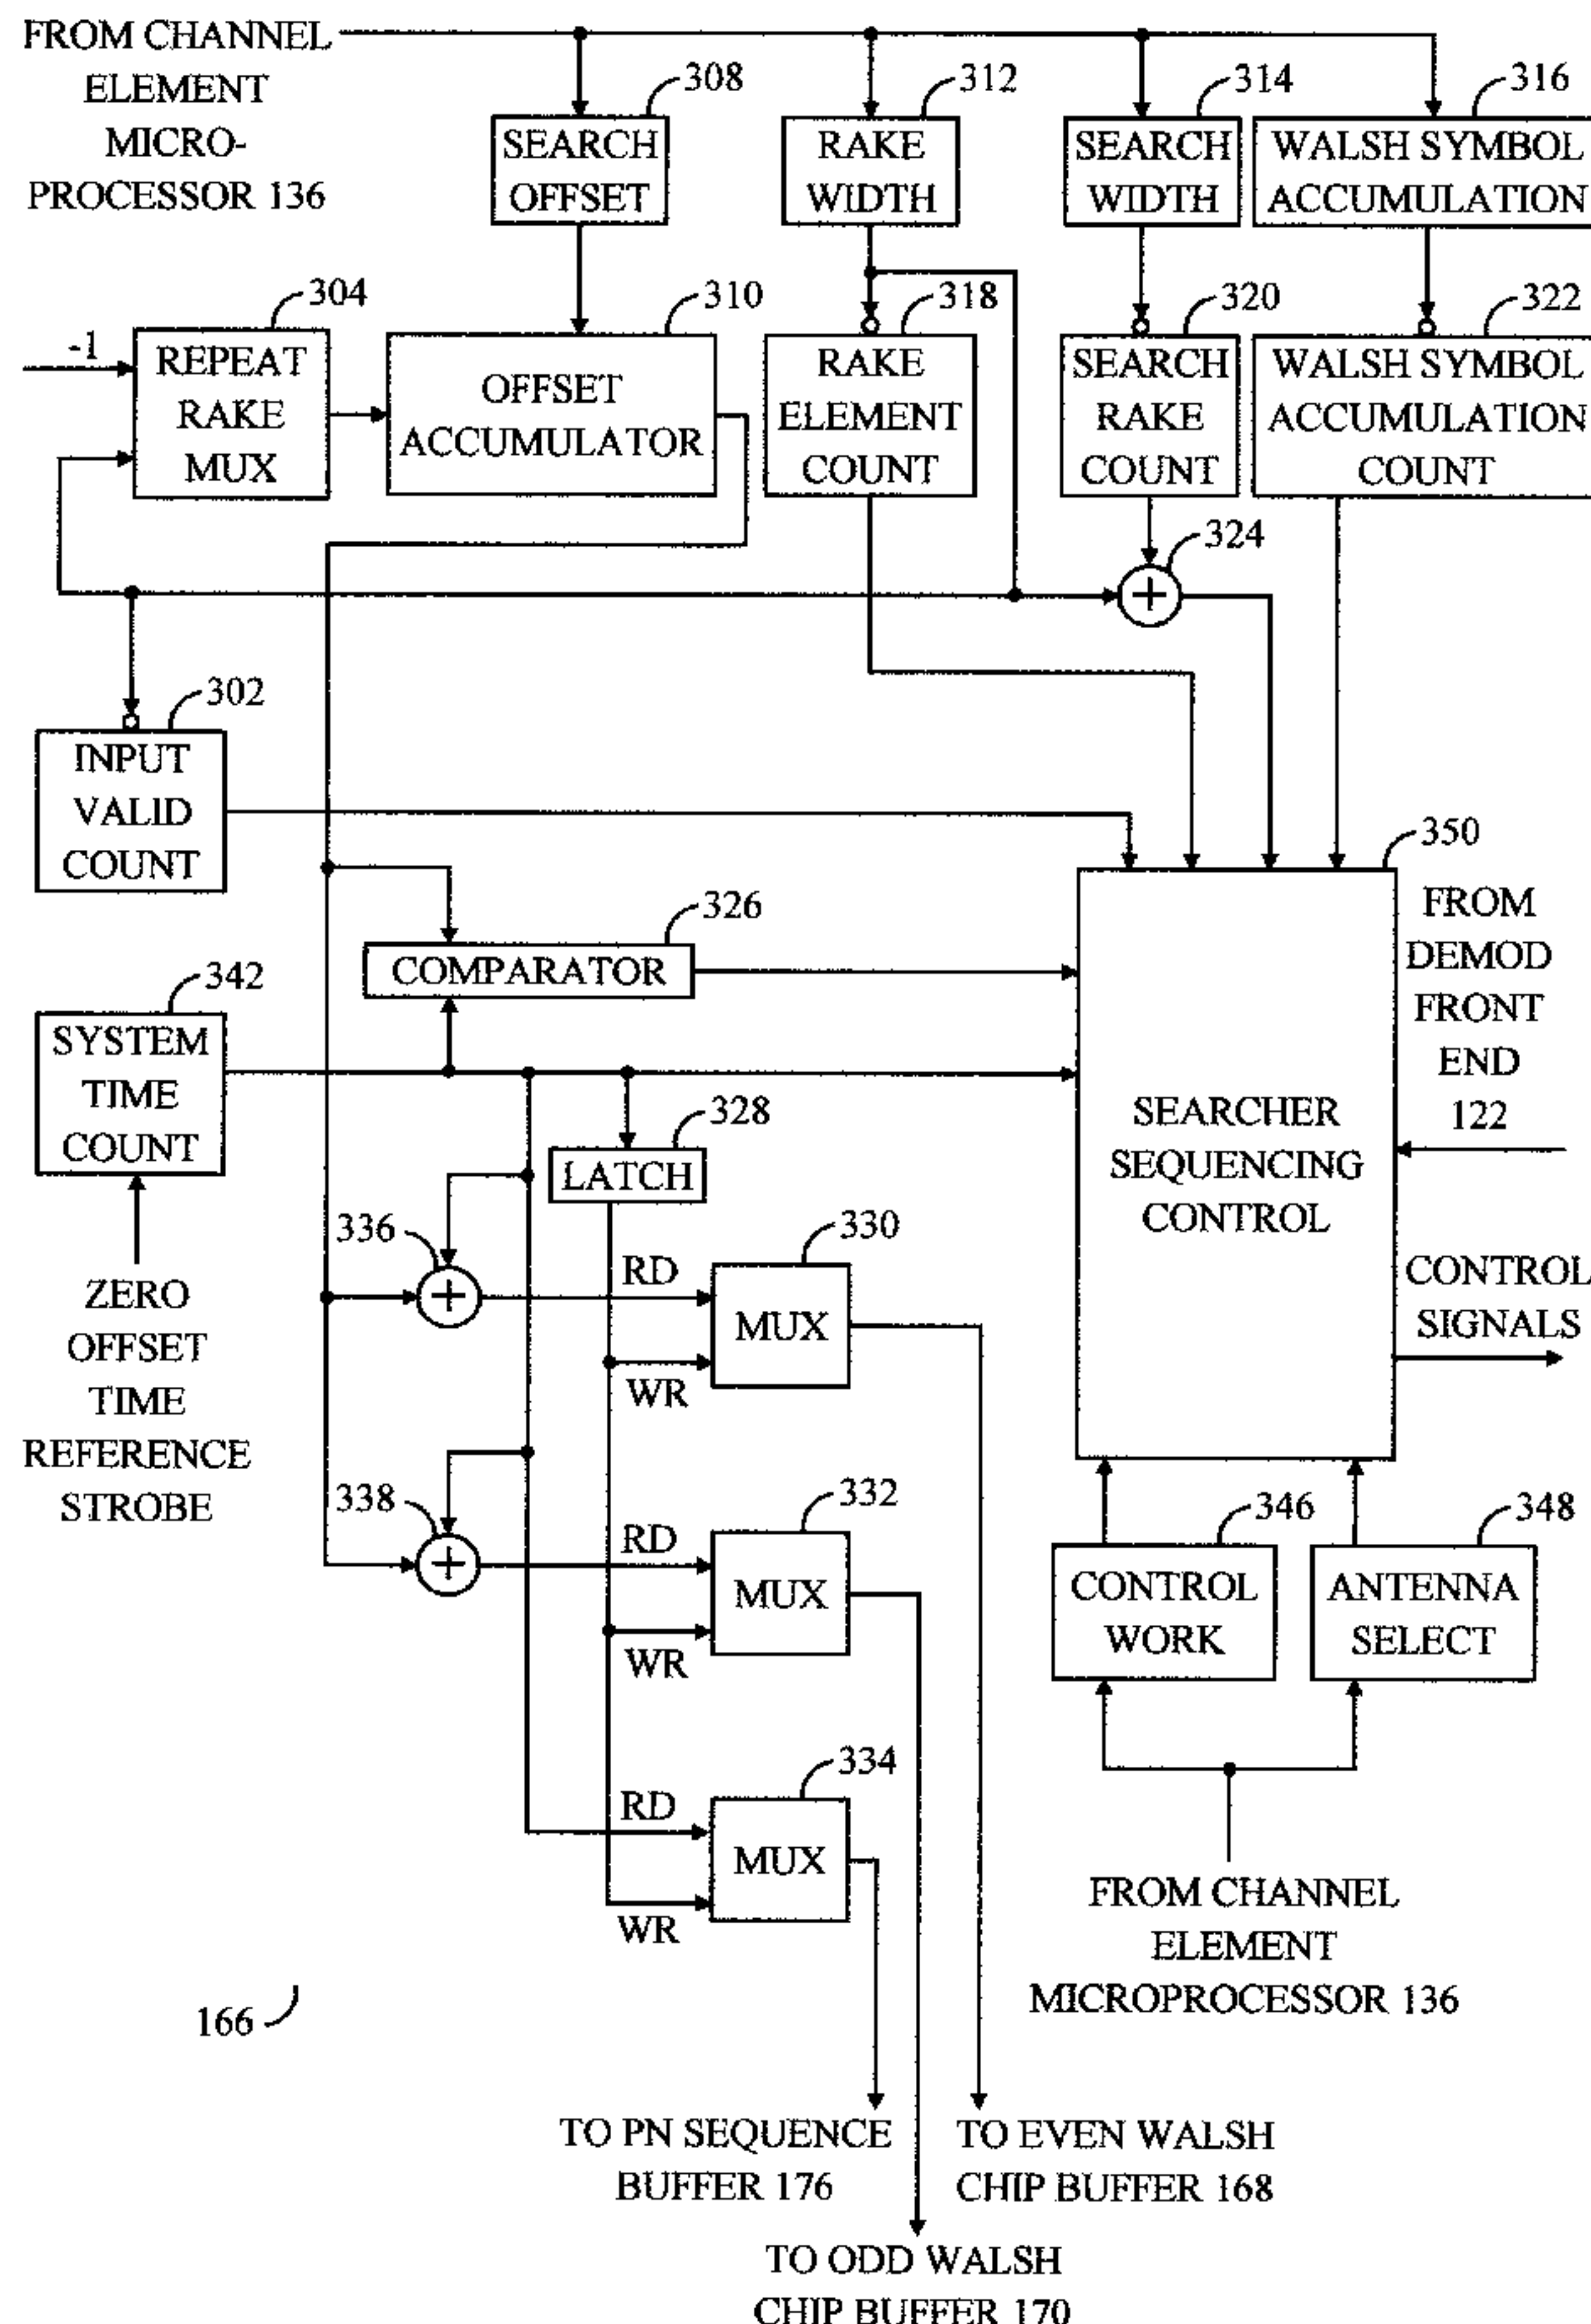 FROM CHANNEL
ELEMENT
MICRO-
PROCESSOR 136
308
SEARCH
OFFSET
312
RAKE
WIDTH
314
SEARCH
WIDTH
316
WALSH SYMBOL
ACCUMULATION
304
-1
REPEAT
RAKE
MUX
310
OFFSET
ACCUMULATOR
318
RAKE
ELEMENT
COUNT
320
SEARCH
RAKE
COUNT
322
WALSH SYMBOL
ACCUMULATION
COUNT
324
+
302
INPUT
VALID
COUNT
326
COMPARATOR
350
FROM
DEMOD
FRONT
END
122
342
SYSTEM
TIME
COUNT
328
LATCH
SEARCHER
SEQUENCING
CONTROL
336
+
RD
330
MUX
WR
CONTROL
SIGNALS
ZERO
OFFSET
TIME
REFERENCE
STROBE
338
+
RD
332
MUX
WR
346
CONTROL
WORK
348
ANTENNA
SELECT
RD
334
MUX
WR
FROM CHANNEL
ELEMENT
MICROPROCESSOR 136
166
TO PN SEQUENCE
BUFFER 176
TO EVEN WALSH
CHIP BUFFER 168
TO ODD WALSH
CHIP BUFFER 170